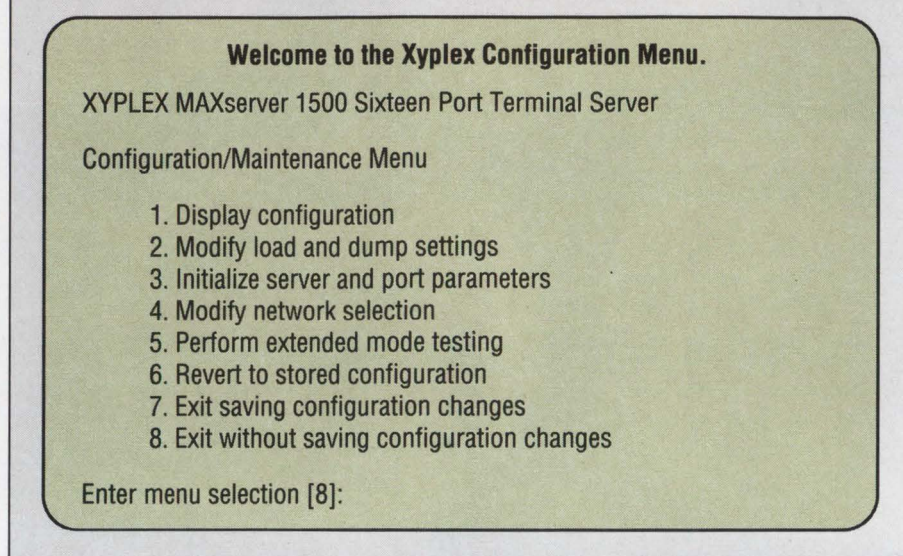 Welcome to the Xyplex Configuration Menu.
XYPLEX MAXserver 1500 Sixteen Port Terminal Server
Configuration/Maintenance Menu
1. Display configuration
2. Modify load and dump settings
3. Initialize server and port parameters
4. Modify network selection
5. Perform extended mode testing
6. Revert to stored configuration
7. Exit saving configuration changes
8. Exit without saving configuration changes
Enter menu selection [8]: